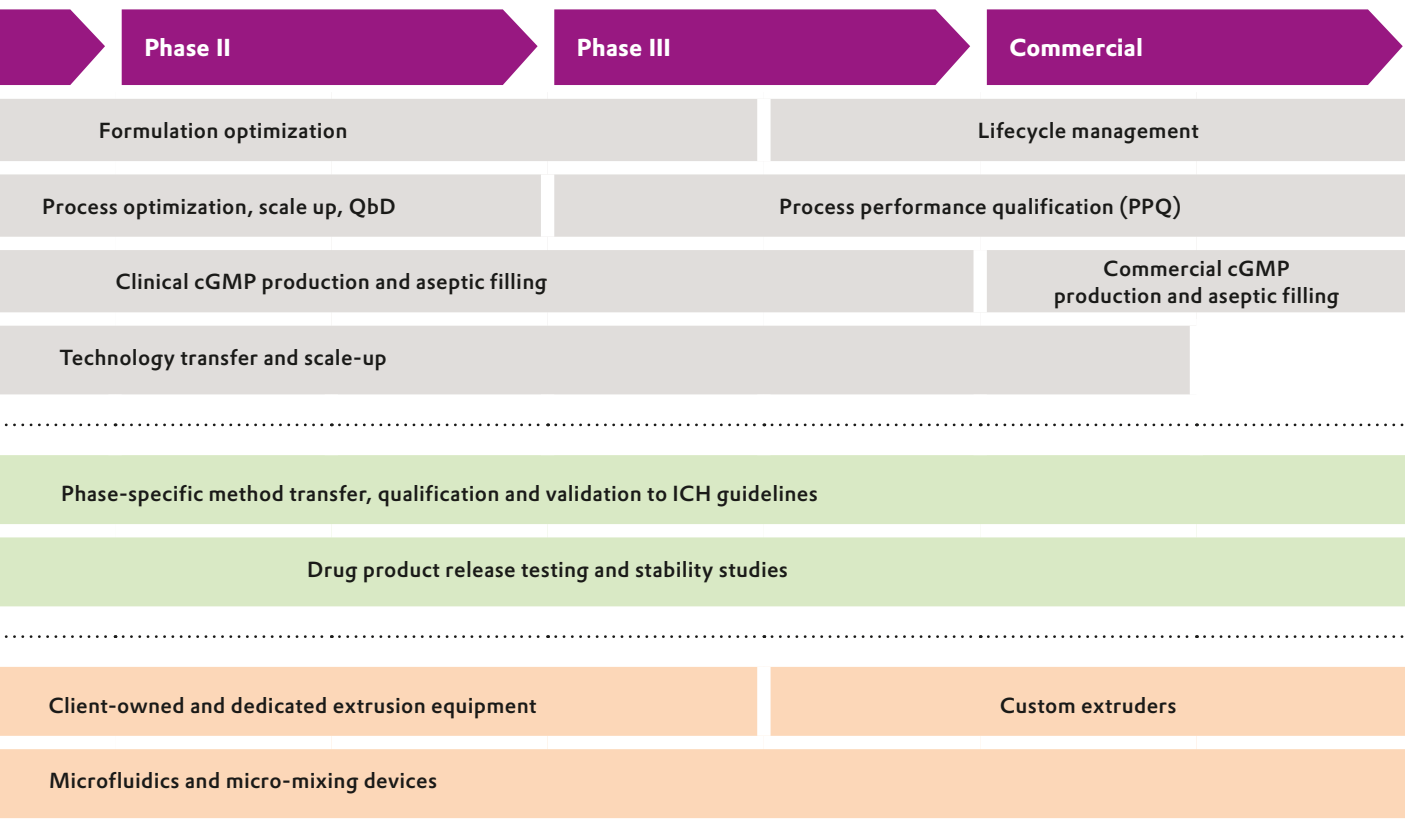 Phase II
Phase III
Commercial
Formulation optimization
Lifecycle management
Process optimization, scale up, QbD
Process performance qualification (PPQ)
Clinical cGMP production and aseptic filling
Commercial cGMP
production and aseptic filling
Technology transfer and scale-up
Phase-specific method transfer, qualification and validation to ICH guidelines
Drug product release testing and stability studies
Client-owned and dedicated extrusion equipment
Custom extruders
Microfluidics and micro-mixing devices